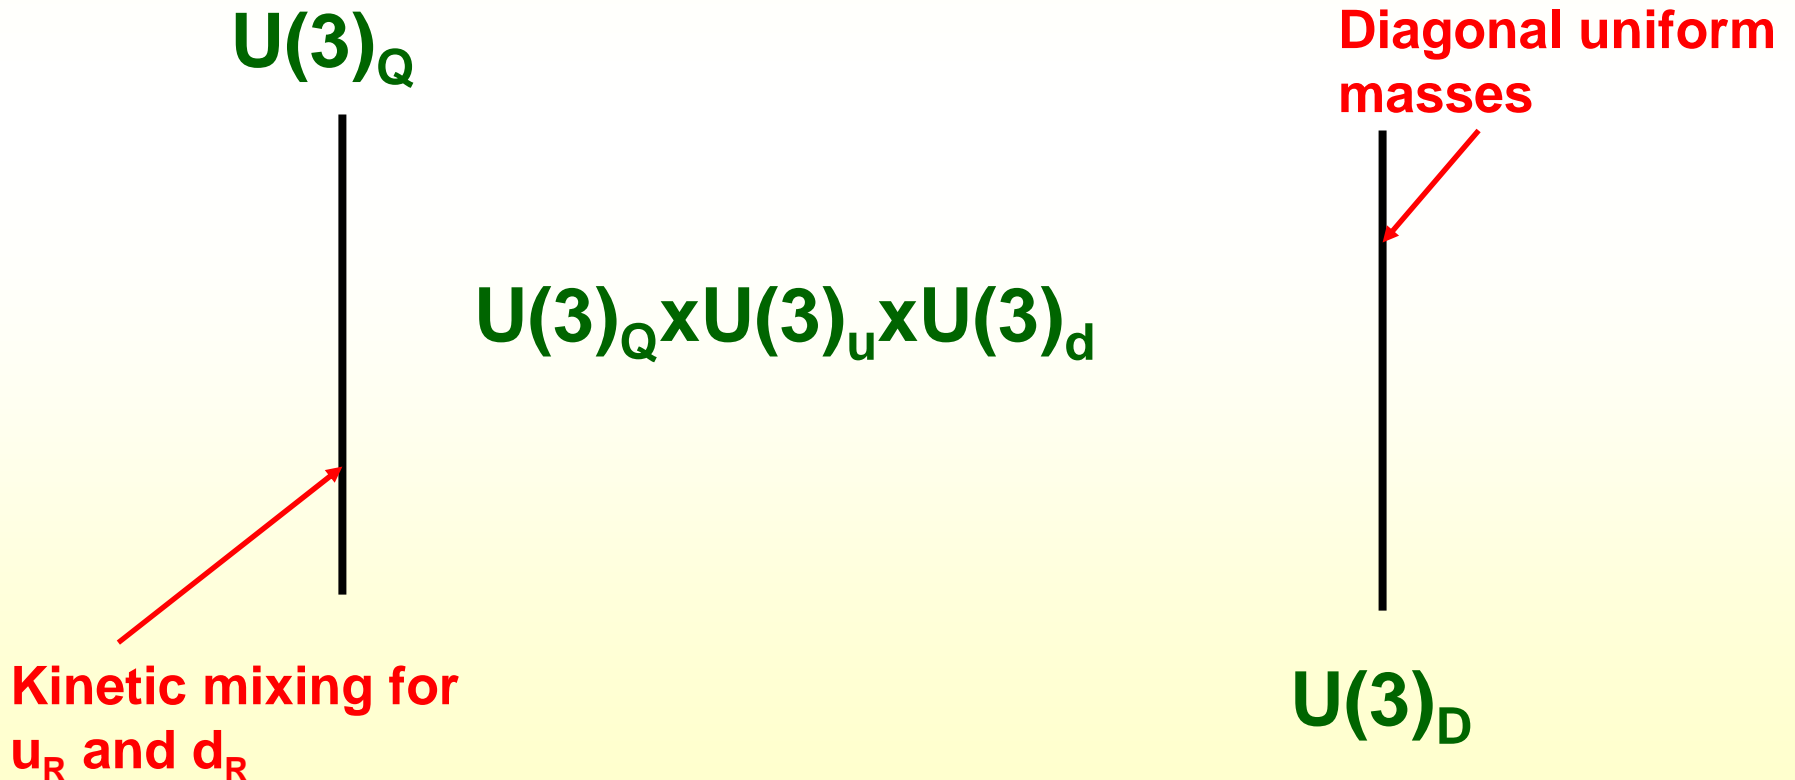 U(3)Q
Diagonal uniform
masses
U(3)QxU(3)uxU(3)d
Kinetic mixing for
uR and dR
U(3)D